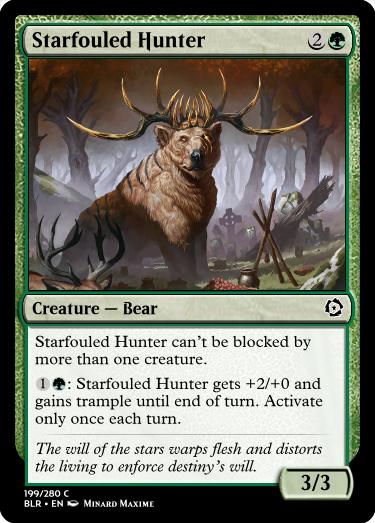 Starfouled Hunter 2
Creature — Bear
Starfouled Hunter can't be blocked by
more than one creature.
1 : Starfouled Hunter gets +2/+0 and
gains trample until end of turn. Activate
only once each turn.
The will of the stars warps flesh and distorts
the living to enforce destiny's will.
3/3
199/280 C
BLR • EN Minard Maxime